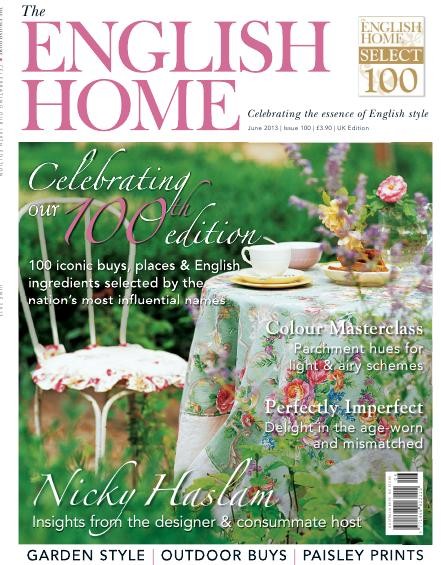 The
ENGLISH
HOME
ENGLISH
HOME
SELECT
100
Celebrating the essence of English style
June 2013 | Issue 100 | £3.90 | UK Edition
Celebrating
our 100th
edition
100 iconic buys, places & English
ingredients selected by the
nation's most influential names
Colour Masterclass
Parchment hues for
light & airy schemes
Perfectly Imperfect
Delight in the age-worn
and mismatched
Nicky Haslam
Insights from the designer & consummate host
GARDEN STYLE | OUTDOOR BUYS | PAISLEY PRINTS